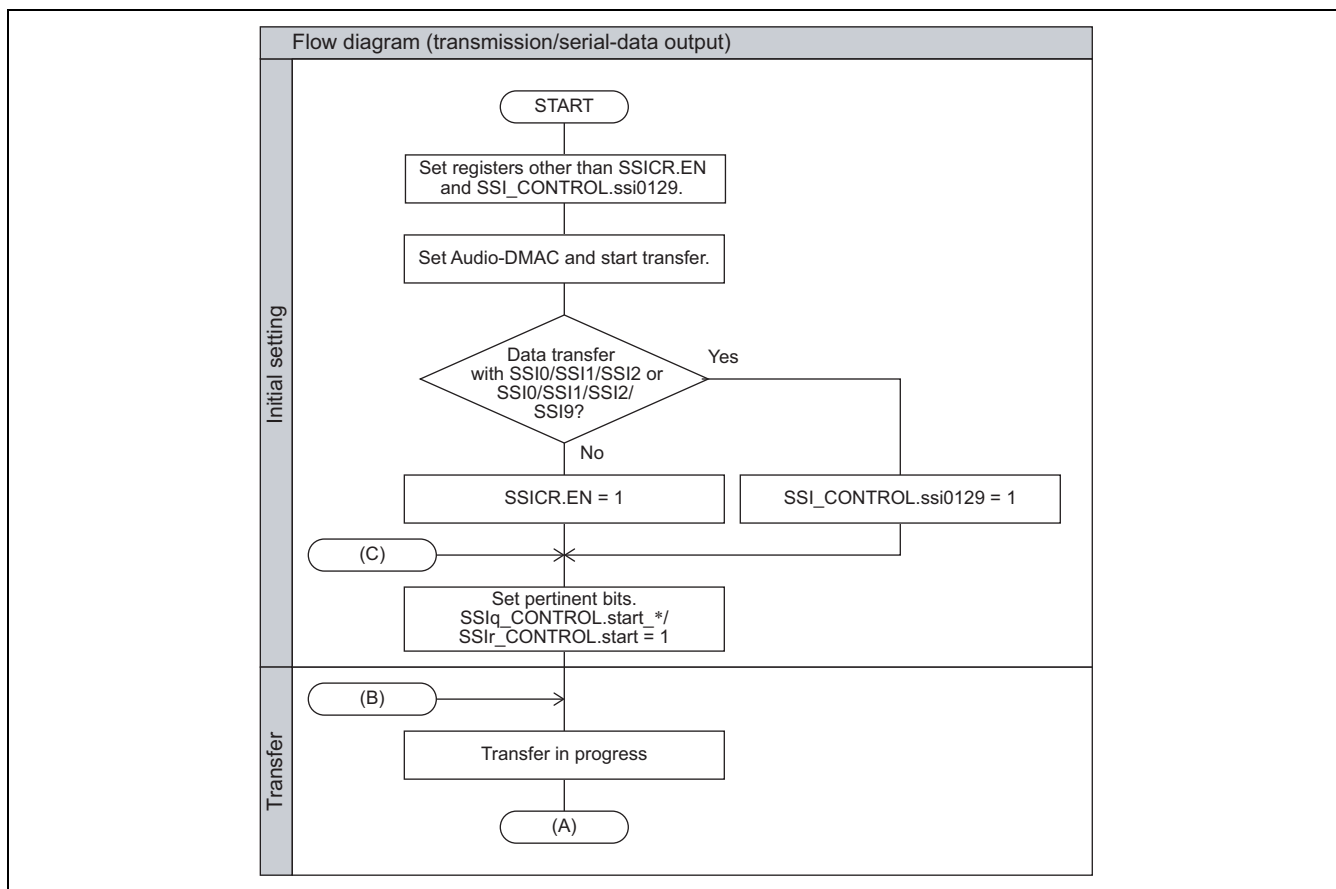 Flow diagram (transmission/serial-data output)
Initial setting
START
Set registers other than SSICR.EN
and SSI_CONTROL.ssi0129.
Set Audio-DMAC and start transfer.
Data transfer
with SSI0/SSI1/SSI2 or
SSI0/SSI1/SSI2/
SSI9?
Yes
No
SSICR.EN = 1
SSI_CONTROL.ssi0129 = 1
(C)
Set pertinent bits.
SSIq_CONTROL.start_*/
SSIr_CONTROL.start = 1
Transfer
(B)
Transfer in progress
(A)